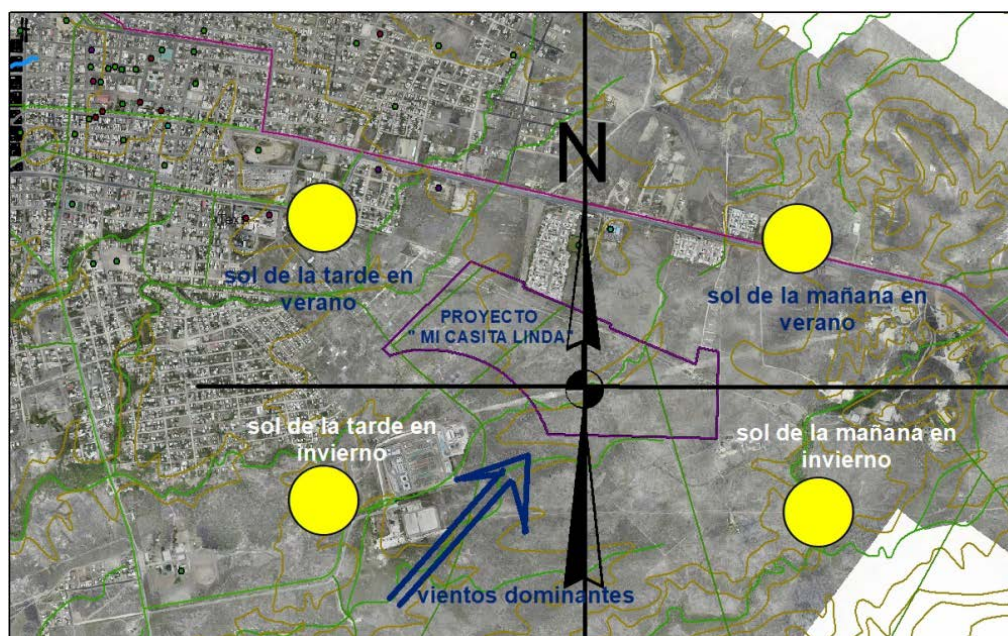 N
sol de la tarde en
verano
sol de la mañana en
verano
PROYECTO
" MI CASITA LINDA"
sol de la tarde en
invierno
sol de la mañana en
invierno
vientos dominantes